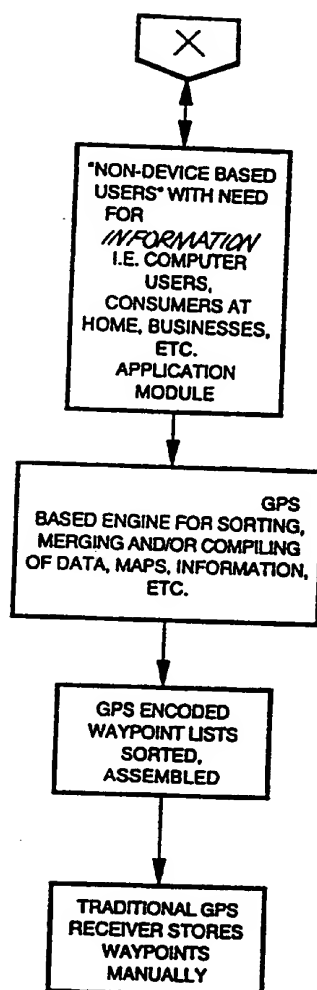 X
"NON-DEVICE BASED
USERS" WITH NEED
FOR
INFORMATION
I.E. COMPUTER
USERS,
CONSUMERS AT
HOME, BUSINESSES,
ETC.
APPLICATION
MODULE
GPS
BASED ENGINE FOR SORTING,
MERGING AND/OR COMPILING
OF DATA, MAPS, INFORMATION,
ETC.
GPS ENCODED
WAYPOINT LISTS
SORTED,
ASSEMBLED
TRADITIONAL GPS
RECEIVER STORES
WAYPOINTS
MANUALLY